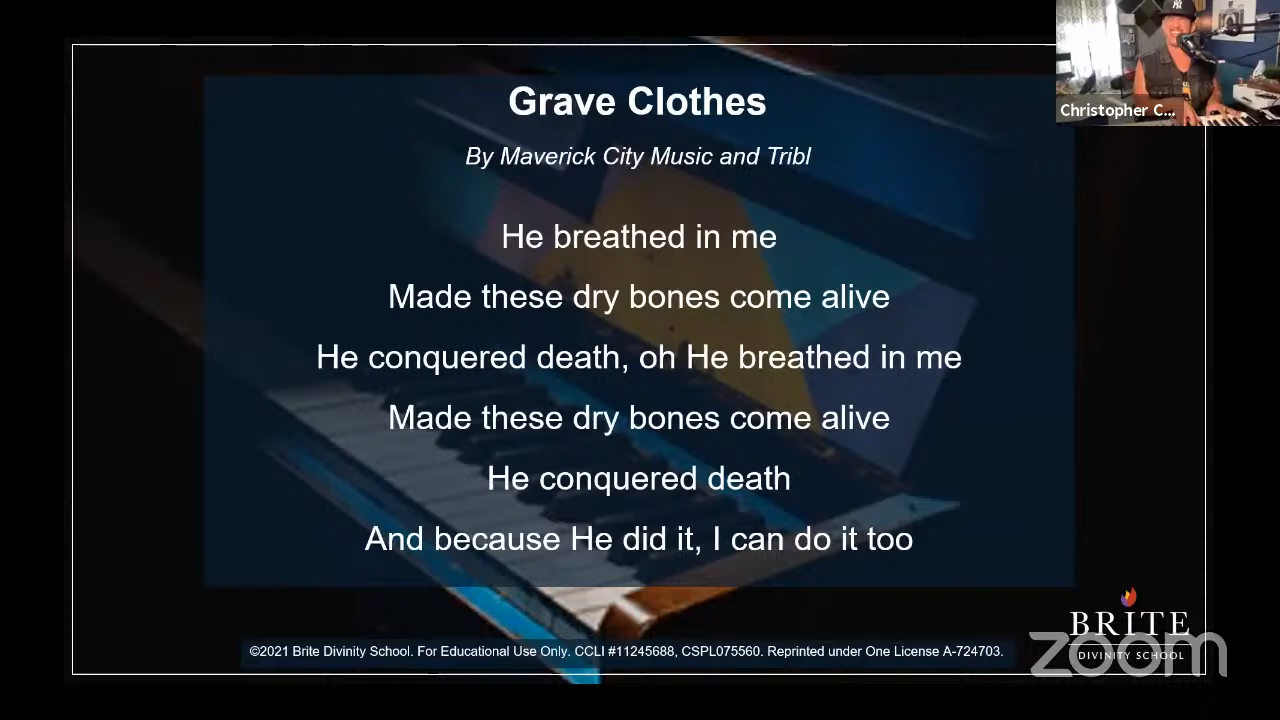 Grave Clothes
By Maverick City Music and Tribl
He breathed in me
Made these dry bones come alive
He conquered death, oh He breathed in me
Made these dry bones come alive
He conquered death
And because He did it, I can do it too
©2021 Brite Divinity School. For Educational Use Only. CCLI #11245688, CSPL075560. Reprinted under One License A-724703.
Christopher C...
BRITE
DIVINITY SCHOOL
zoom